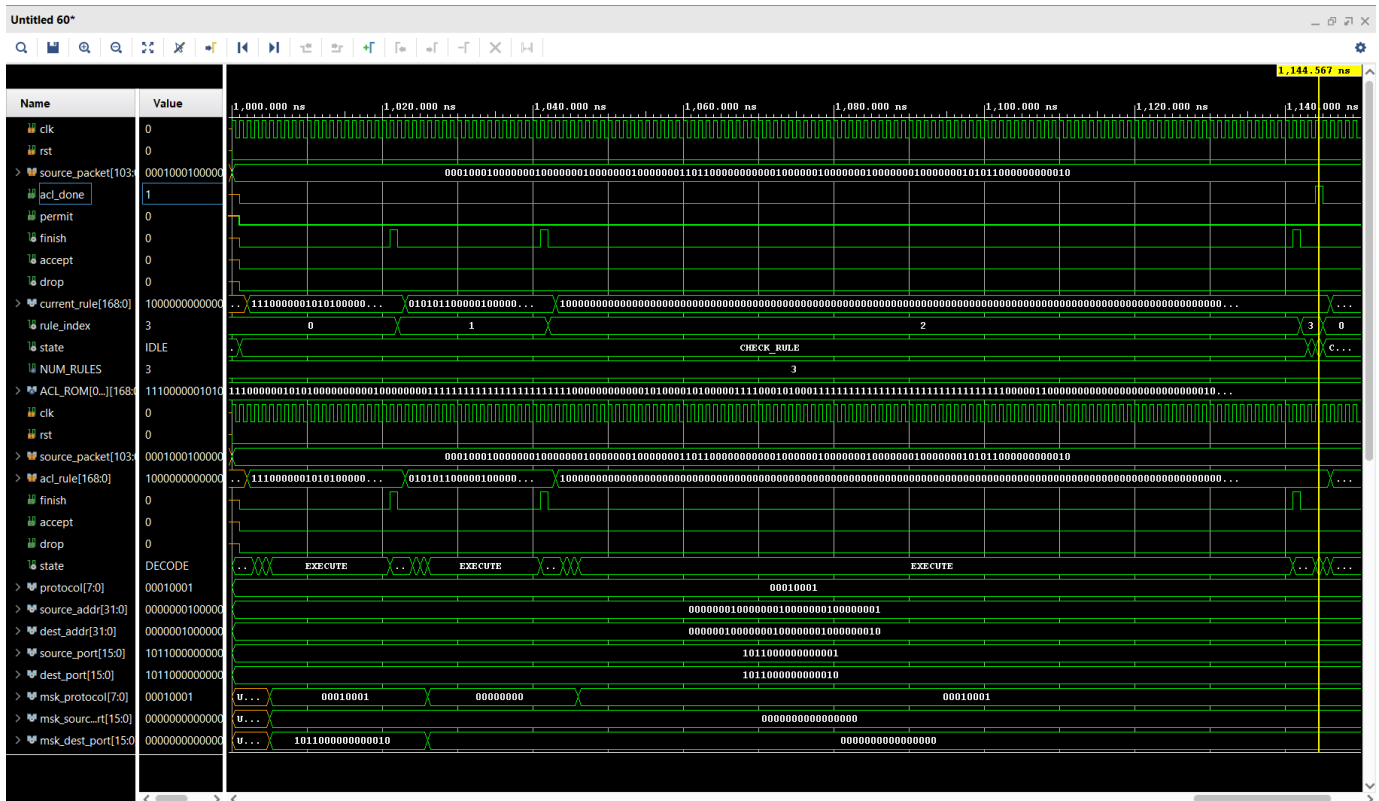 Untitled 60*
1,144.567 ns
Name Value 1,000.000 ns 1,020.000 ns 1,040.000 ns 1,060.000 ns 1,080.000 ns 1,100.000 ns 1,120.000 ns 1,140.000 ns
clk 0
rst 0
source_packet[103: 0001000100000 00010001000000010000000100000001000000011011000000000001000000100000001000000010000000101011000000000010
acl_done 1
permit 0
finish 0
accept 0
drop 0
current_rule[168:0] 1000000000000 ... 1110000001010100000... 010101100000100000... ...
rule_index 3 0 1 2 3 0
state IDLE . CHECK_RULE C...
NUM_RULES 3 3
ACL_ROM[0...][168: 1110000001010
clk 0
rst 0
source_packet[103: 0001000100000 00010001000000010000000100000001000000011011000000000001000000100000001000000010000000101011000000000010
acl_rule[168:0] 1000000000000 ... 1110000001010100000... 010101100000100000... ...
finish 0
accept 0
drop 0
state DECODE ... EXECUTE ... EXECUTE ... EXECUTE ... ...
protocol[7:0] 00010001 00010001
source_addr[31:0] 0000000100000 00000001000000010000000100000001
dest_addr[31:0] 0000001000000 00000010000000100000001000000010
source_port[15:0] 1011000000000 1011000000000001
dest_port[15:0] 1011000000000 1011000000000010
msk_protocol[7:0] 00010001 U... 00010001 00000000 00010001
msk_sourc...rt[15:0] 0000000000000 U... 0000000000000000
msk_dest_port[15:0 0000000000000 U... 1011000000000010 0000000000000000